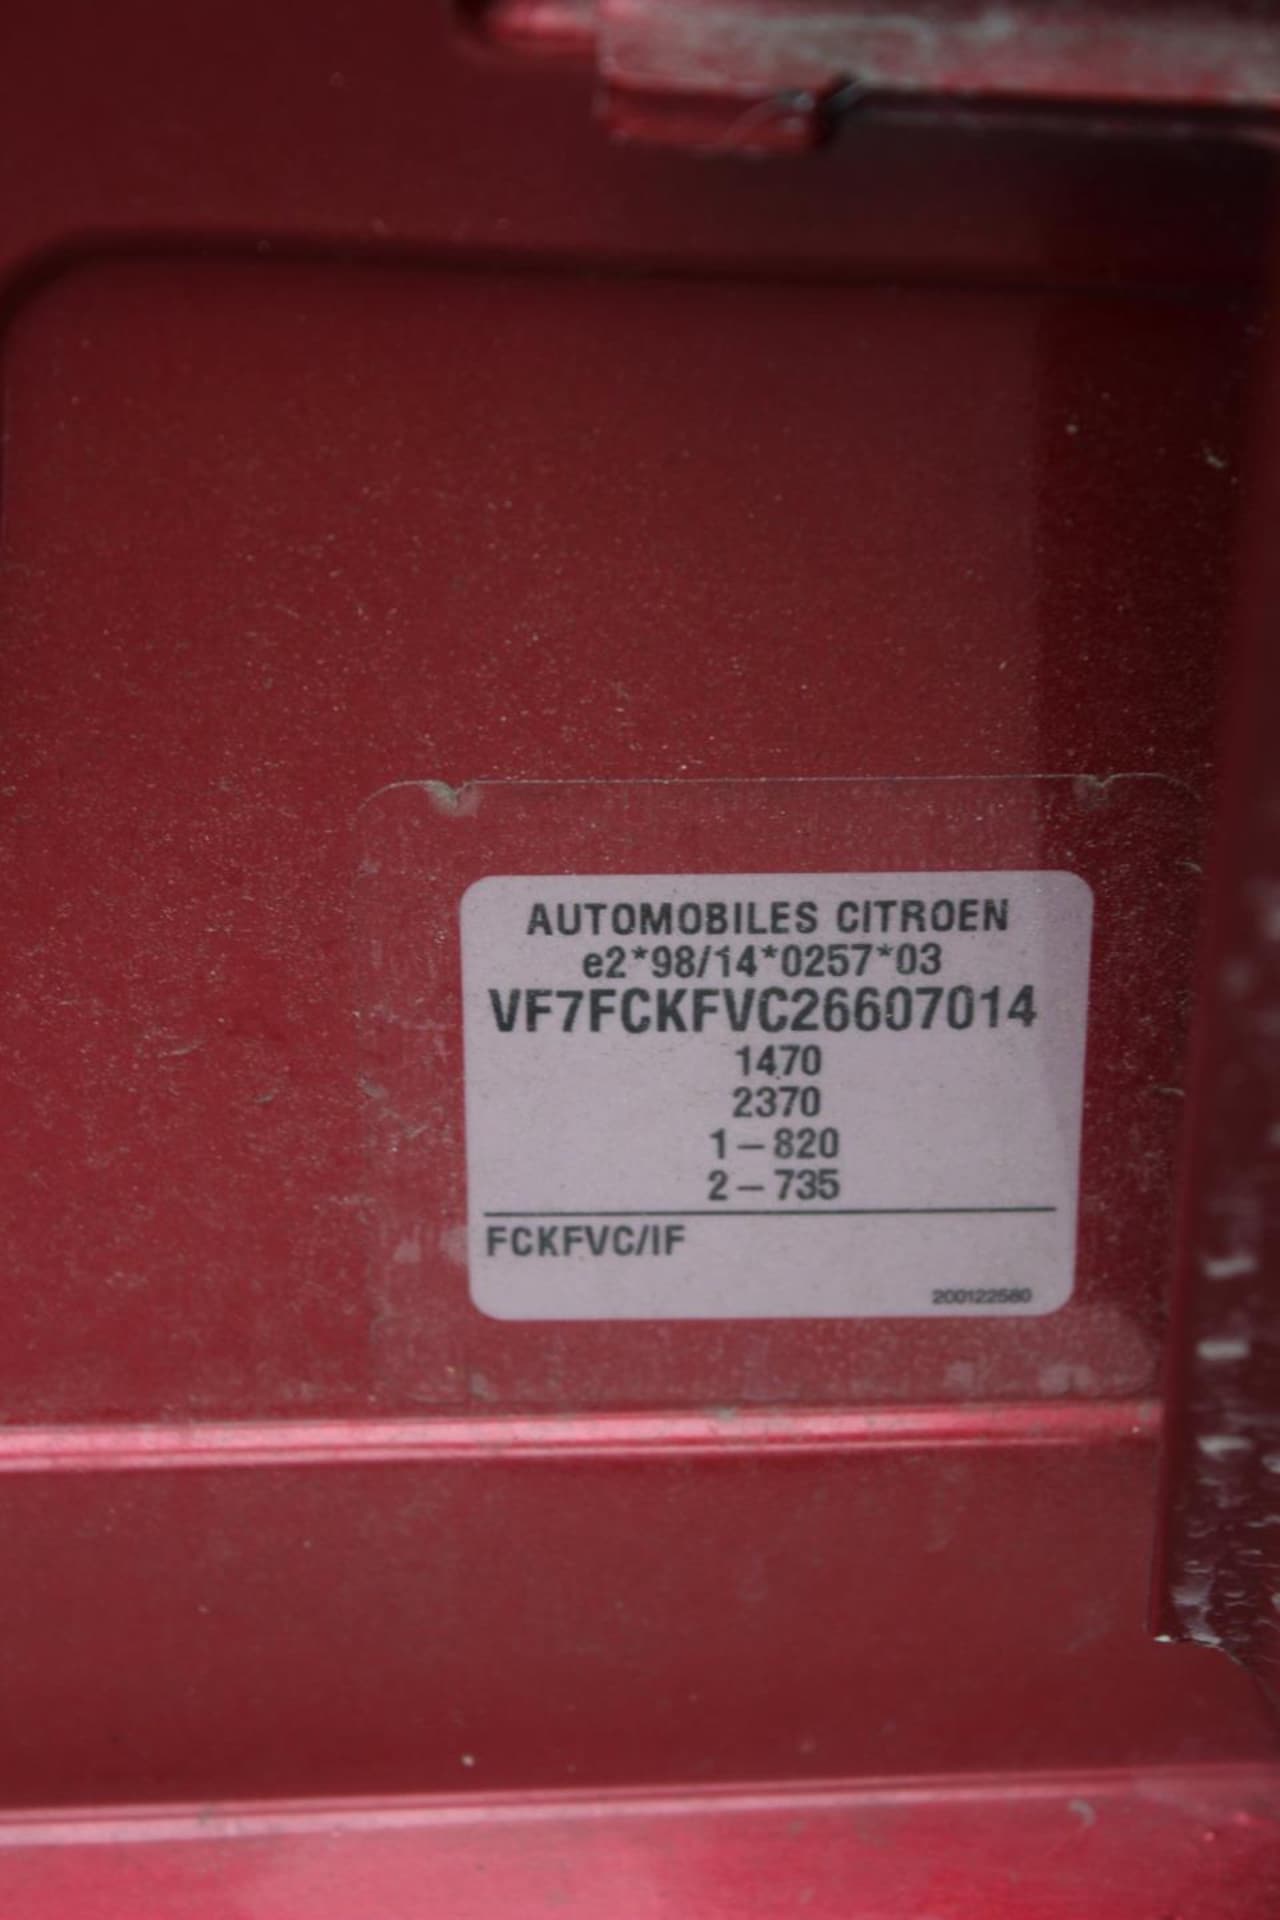 AUTOMOBILES CITROEN
e2*98/14*0257*03
VF7FCKFVC26607014
1470
2370
1 – 820
2 – 735
FCKFVC/IF
200122580